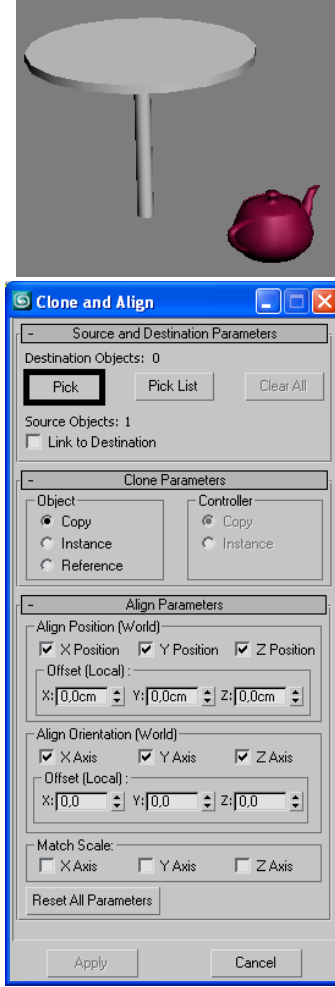 Clone and Align
- Source and Destination Parameters
Destination Objects: 0
Pick Pick List Clear All
Source Objects: 1
Link to Destination
- Clone Parameters
Object Controller
Copy Copy
Instance Instance
Reference
- Align Parameters
Align Position (World)
X Position Y Position Z Position
Offset (Local) :
X: 0,0cm Y: 0,0cm Z: 0,0cm
Align Orientation (World)
X Axis Y Axis Z Axis
Offset (Local) :
X: 0,0 Y: 0,0 Z: 0,0
Match Scale:
X Axis Y Axis Z Axis
Reset All Parameters
Apply Cancel